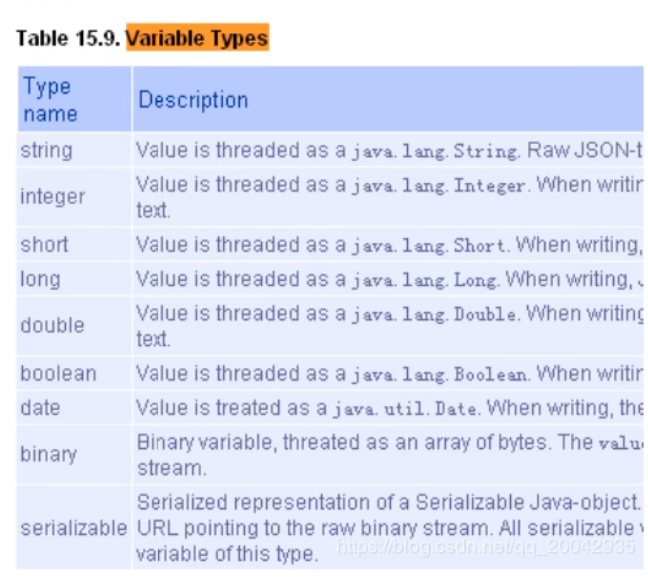 Table 15.9. Variable Types
Type
name
Description
string
Value is threaded as a java.lang.String. Raw JSON-t
integer
Value is threaded as a java.lang.Integer. When writin
text.
short
Value is threaded as a java.lang.Short. When writing,
long
Value is threaded as a java.lang.Long. When writing,
double
Value is threaded as a java.lang.Double. When writing
text.
boolean
Value is threaded as a java.lang.Boolean. When writin
date
Value is treated as a java.util.Date. When writing, the
binary
Binary variable, threated as an array of bytes. The valu
stream.
serializable
Serialized representation of a Serializable Java-object.
URL pointing to the raw binary stream. All serializable
variable of this type.
https://blog.csdn.net/qq_20042935